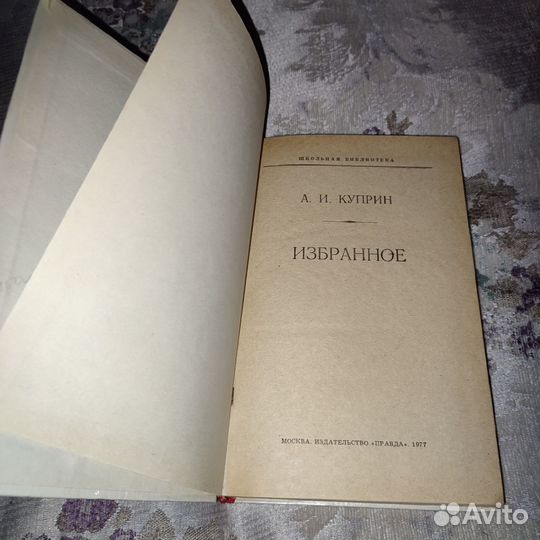 ШКОЛЬНАЯ БИБЛИОТЕКА
А. И. КУПРИН
ИЗБРАННОЕ
МОСКВА. ИЗДАТЕЛЬСТВО «ПРАВДА». 1977
Avito